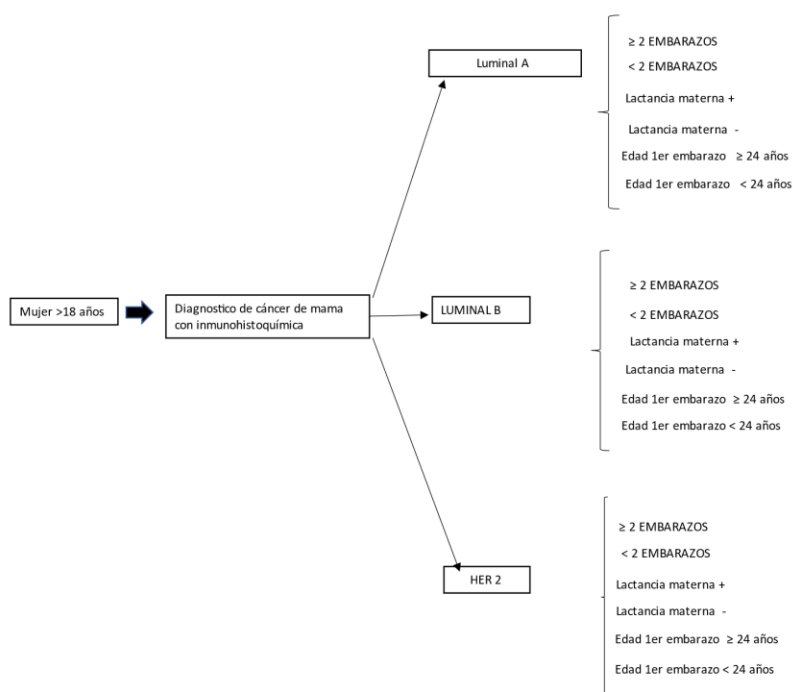 Mujer >18 años
Diagnostico de cáncer de mama
con inmunohistoquímica
Luminal A
≥ 2 EMBARAZOS
< 2 EMBARAZOS
Lactancia materna +
Lactancia materna -
Edad 1er embarazo ≥ 24 años
Edad 1er embarazo < 24 años
LUMINAL B
≥ 2 EMBARAZOS
< 2 EMBARAZOS
Lactancia materna +
Lactancia materna -
Edad 1er embarazo ≥ 24 años
Edad 1er embarazo < 24 años
HER 2
≥ 2 EMBARAZOS
< 2 EMBARAZOS
Lactancia materna +
Lactancia materna -
Edad 1er embarazo ≥ 24 años
Edad 1er embarazo < 24 años